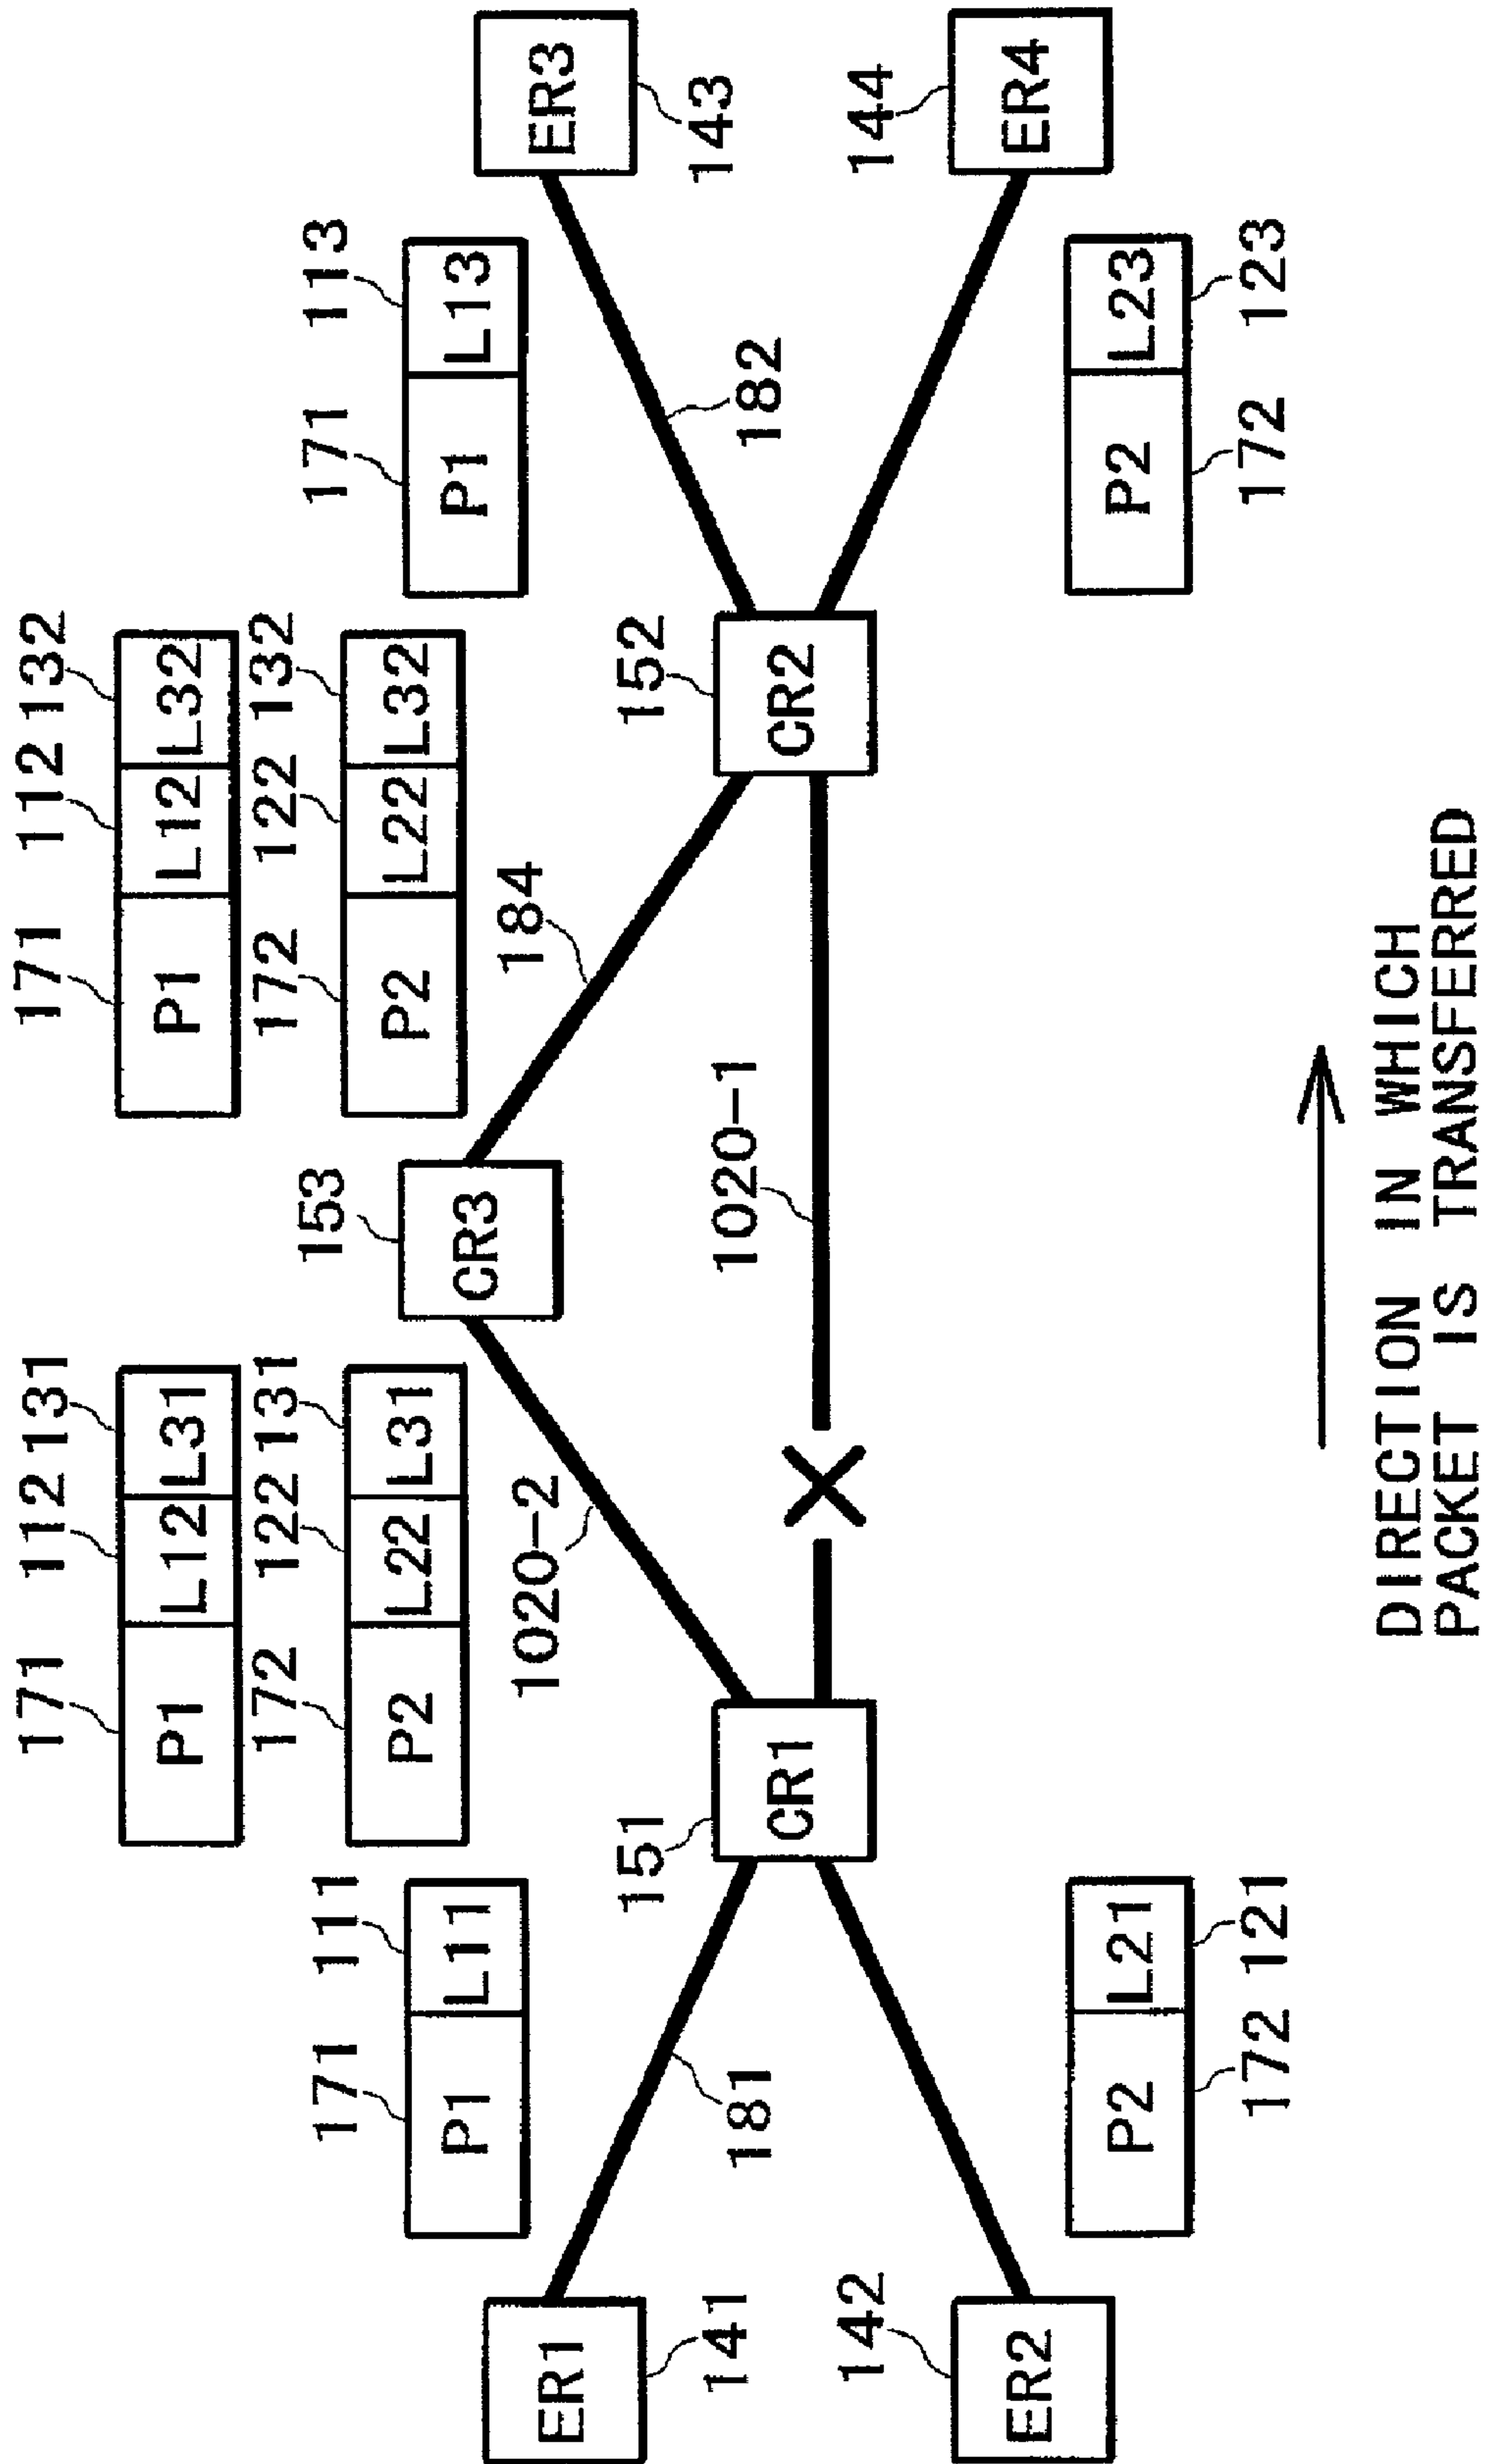 171 112 131
P1 L12 L31
172 122 131
P2 L22 L31
171 112 132
P1 L12 L32
172 122 132
P2 L22 L32
171 111
P1 L11
153
CR3
171 113
P1 L13
1020-2
184
ER1
141
181
151
CR1
1020-1
152
CR2
182
ER3
143
142
ER2
144
ER4
P2 L21
172 121
P2 L23
172 123
DIRECTION IN WHICH
PACKET IS TRANSFERRED